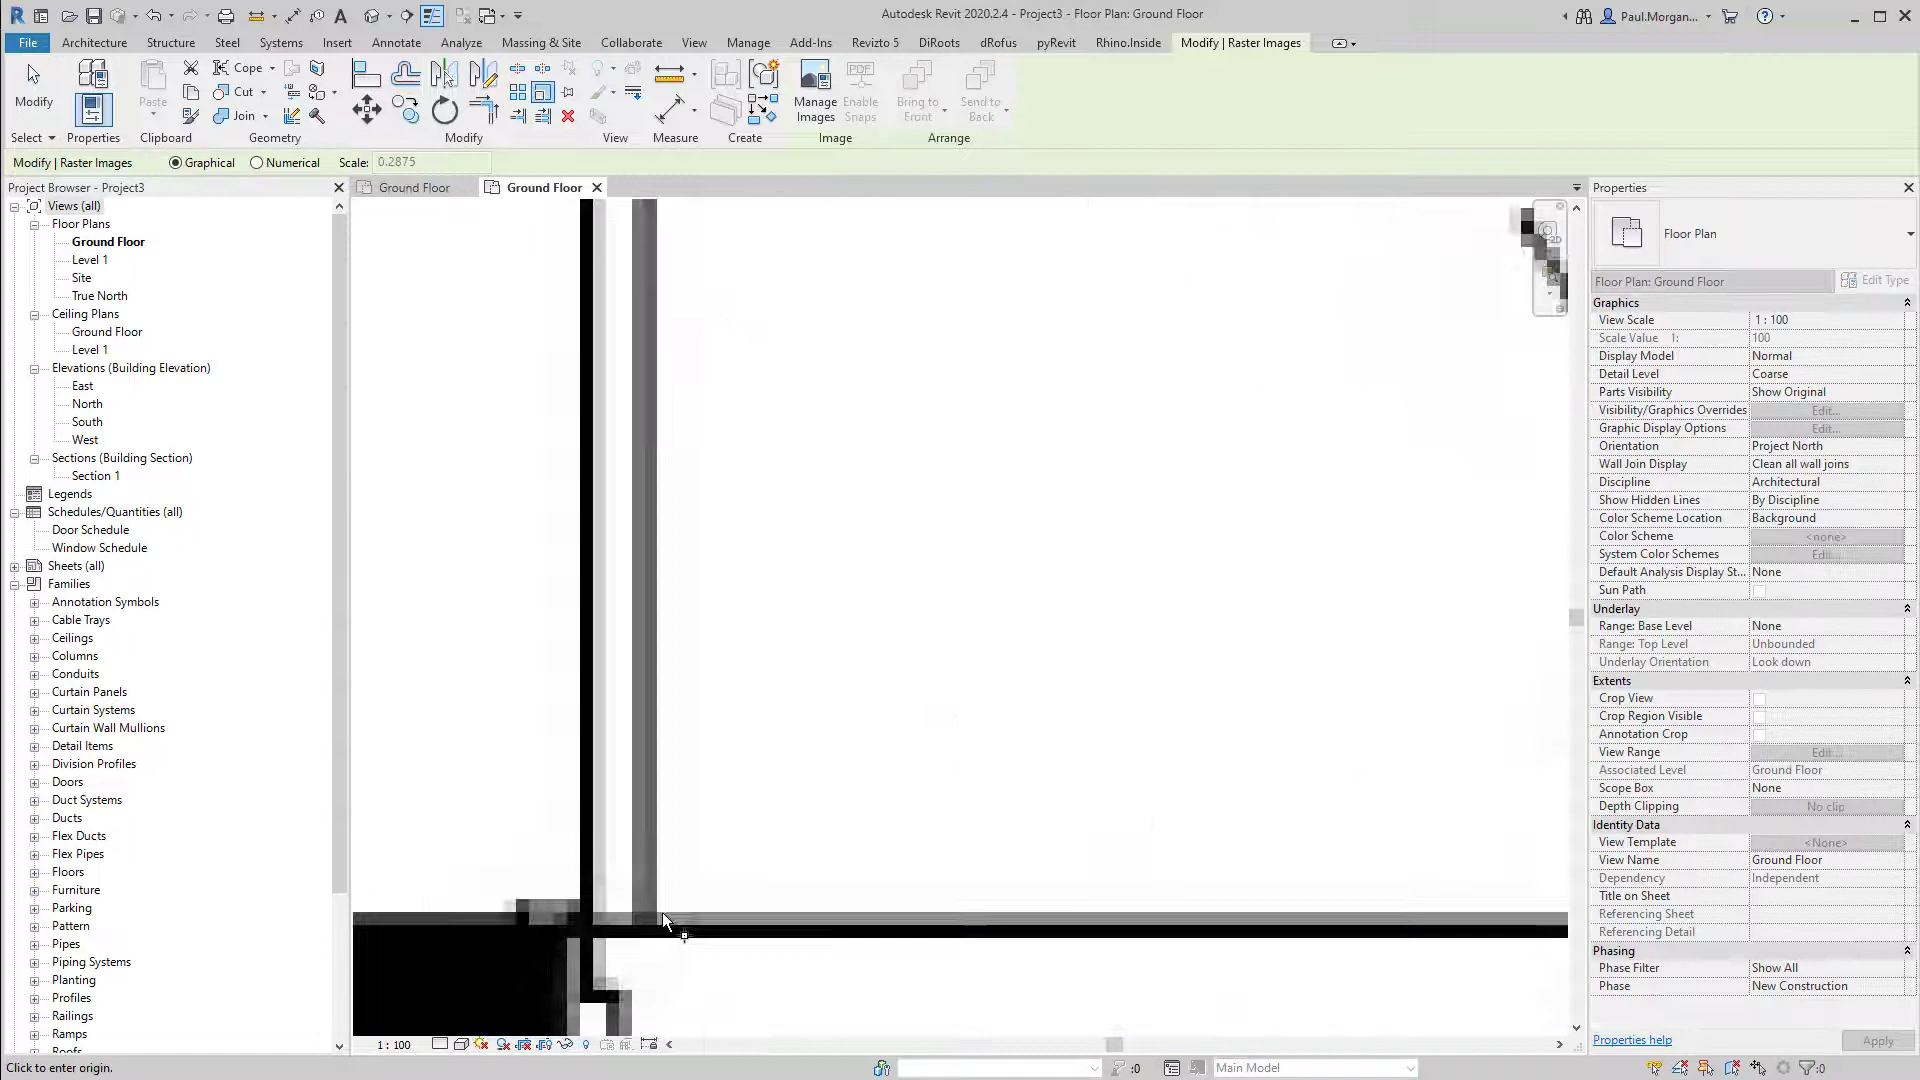 Autodesk Revit 2020.2.4 - Project3 - Floor Plan: Ground Floor
Paul.Morgan...
File Architecture Structure Steel Systems Insert Annotate Analyze Massing & Site Collaborate View Manage Add-Ins Revizto 5 DiRoots dRofus pyRevit Rhino.Inside Modify | Raster Images
Modify
Paste
Cope
Cut
Join
Manage Images
Enable Snaps
Bring to Front
Send to Back
Select Properties Clipboard Geometry Modify View Measure Create Image Arrange
Modify | Raster Images Graphical Numerical Scale: 0.2875
Project Browser - Project3
Ground Floor
Ground Floor
Views (all)
Floor Plans
Ground Floor
Level 1
Site
True North
Ceiling Plans
Ground Floor
Level 1
Elevations (Building Elevation)
East
North
South
West
Sections (Building Section)
Section 1
Legends
Schedules/Quantities (all)
Door Schedule
Window Schedule
Sheets (all)
Families
Annotation Symbols
Cable Trays
Ceilings
Columns
Conduits
Curtain Panels
Curtain Systems
Curtain Wall Mullions
Detail Items
Division Profiles
Doors
Duct Systems
Ducts
Flex Ducts
Flex Pipes
Floors
Furniture
Parking
Pattern
Pipes
Piping Systems
Planting
Profiles
Railings
Ramps
Roofs
1 : 100
Properties
Floor Plan
Floor Plan: Ground Floor Edit Type
Graphics
View Scale 1 : 100
Scale Value 1: 100
Display Model Normal
Detail Level Coarse
Parts Visibility Show Original
Visibility/Graphics Overrides Edit...
Graphic Display Options Edit...
Orientation Project North
Wall Join Display Clean all wall joins
Discipline Architectural
Show Hidden Lines By Discipline
Color Scheme Location Background
Color Scheme <none>
System Color Schemes Edit...
Default Analysis Display St... None
Sun Path
Underlay
Range: Base Level None
Range: Top Level Unbounded
Underlay Orientation Look down
Extents
Crop View
Crop Region Visible
Annotation Crop
View Range Edit...
Associated Level Ground Floor
Scope Box None
Depth Clipping No clip
Identity Data
View Template <None>
View Name Ground Floor
Dependency Independent
Title on Sheet
Referencing Sheet
Referencing Detail
Phasing
Phase Filter Show All
Phase New Construction
Properties help Apply
Click to enter origin.
:0
Main Model
:0